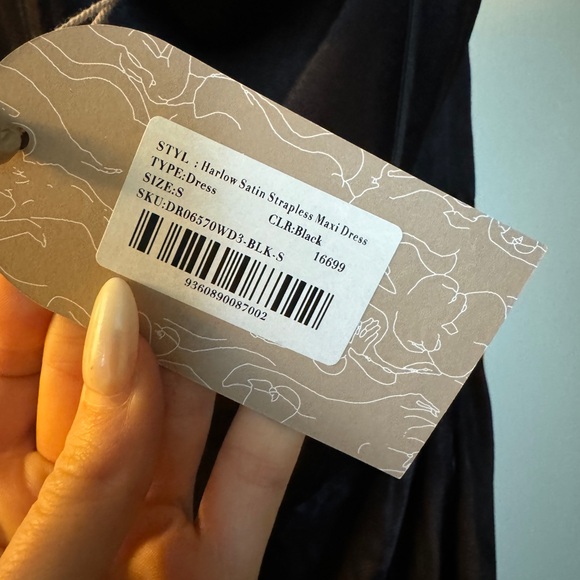 STYL : Harlow Satin Strapless Maxi Dress
TYPE:Dress
SIZE:S CLR:Black
SKU:DR06570WD3-BLK-S 16699
9360890087002